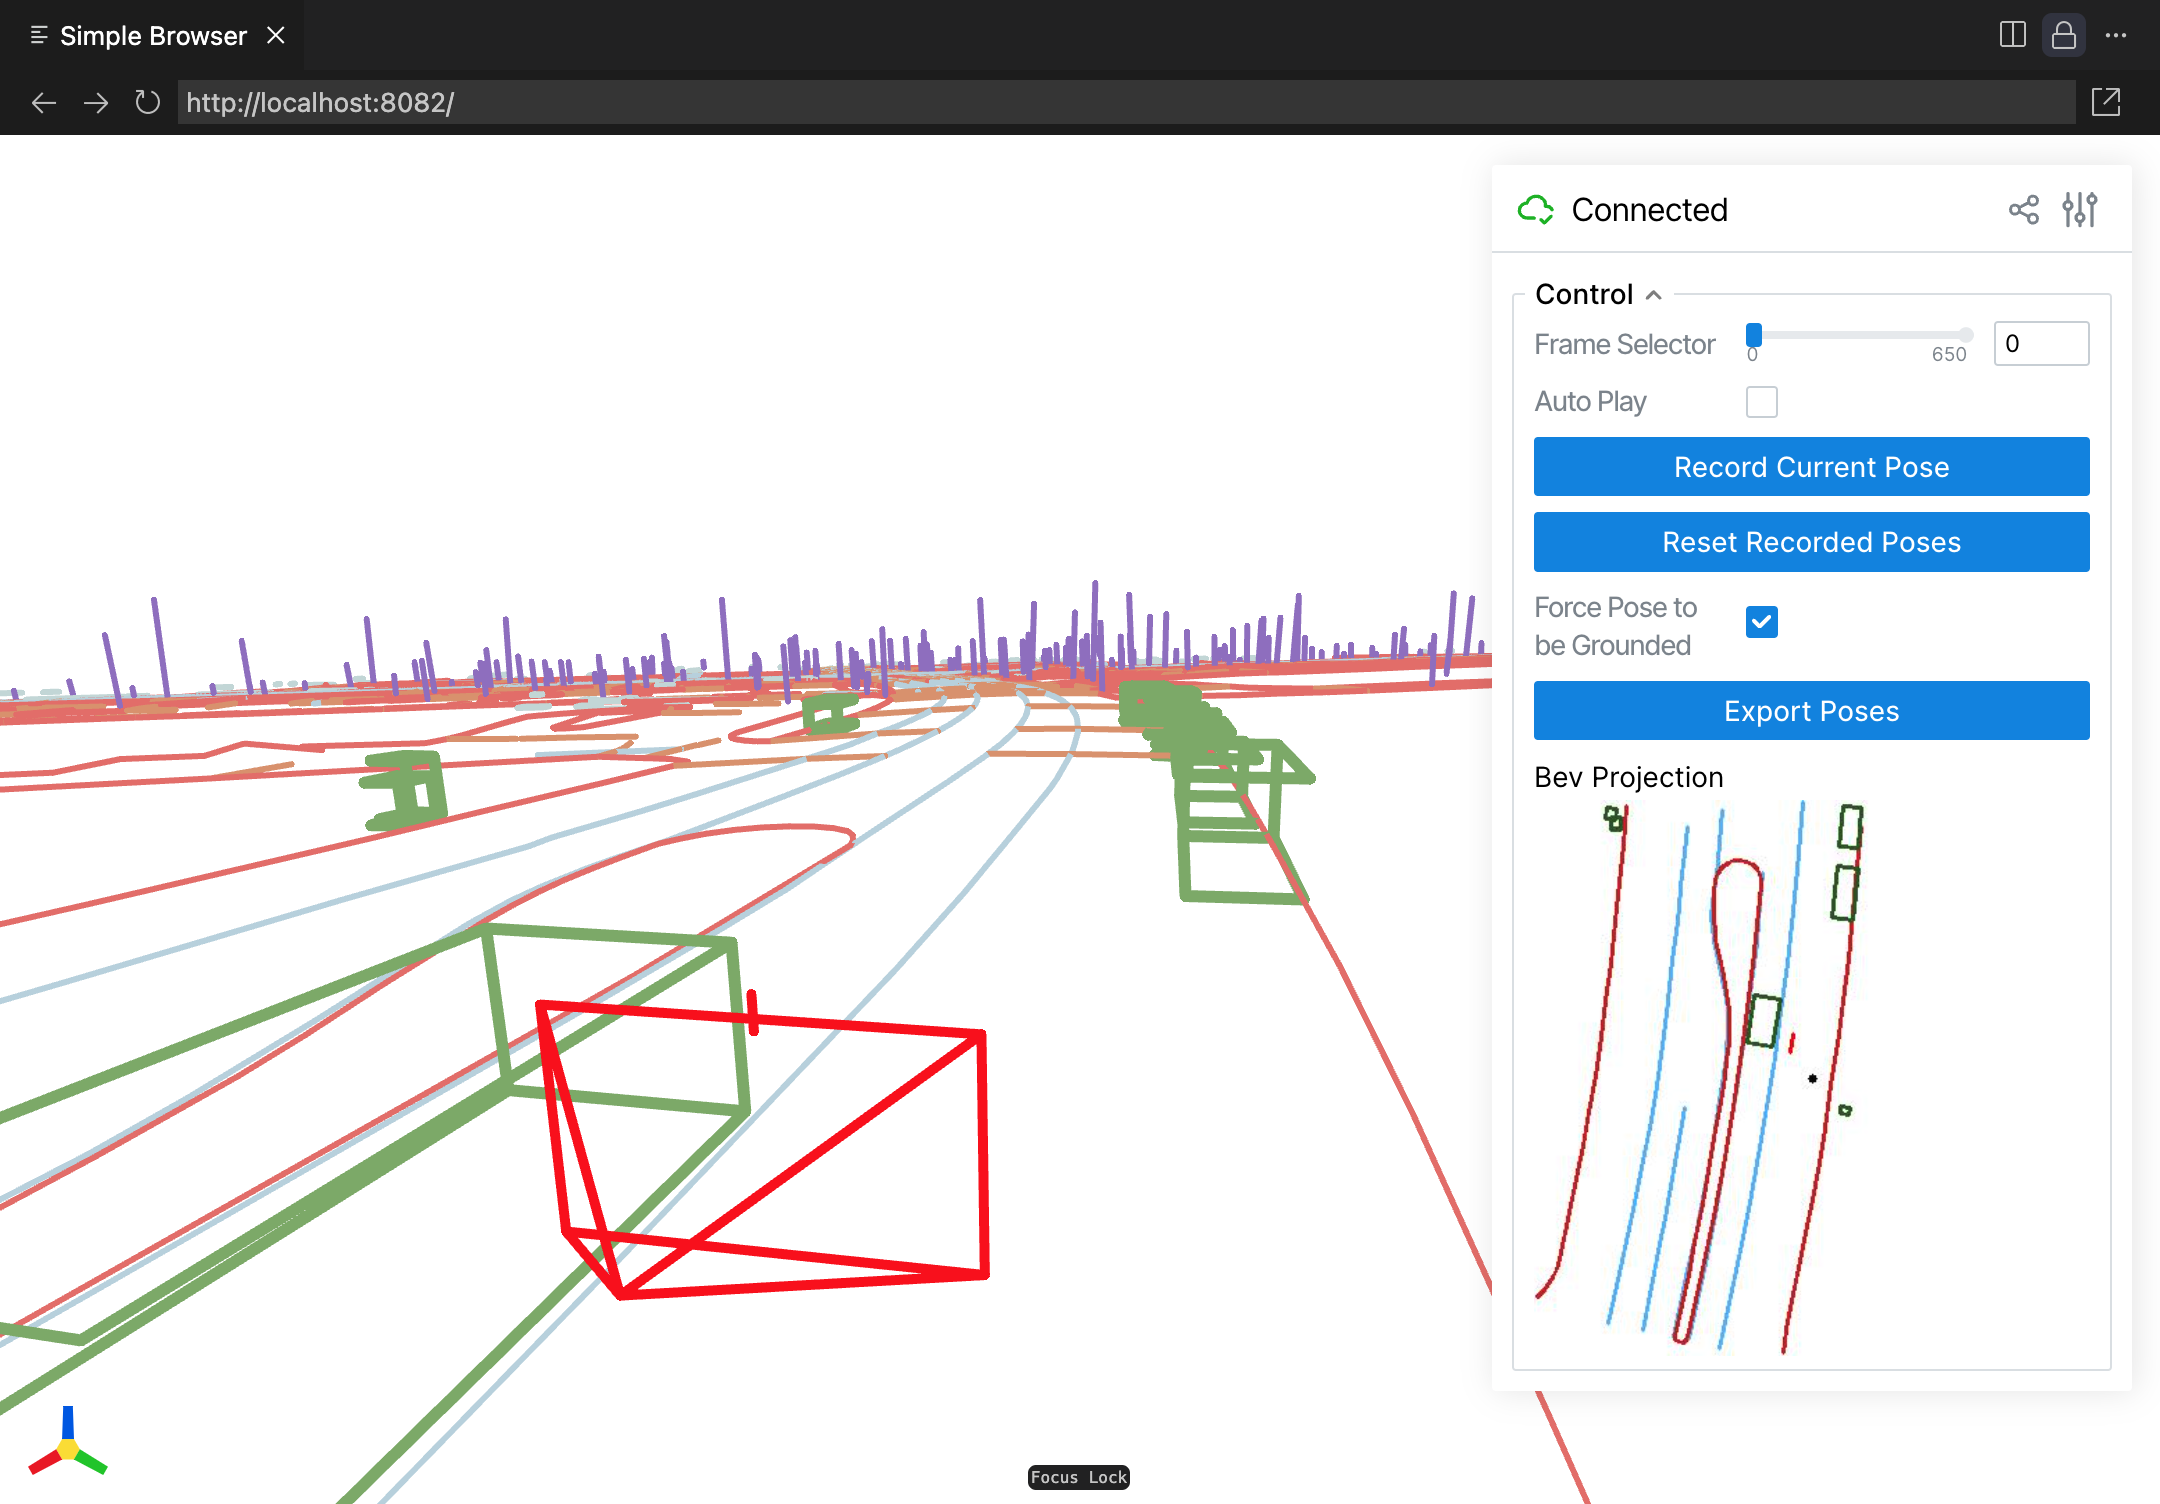 Simple Browser
http://localhost:8082/
Connected
Control
Frame Selector
0
650
0
Auto Play
Record Current Pose
Reset Recorded Poses
Force Pose to
be Grounded
Export Poses
Bev Projection
Focus Lock